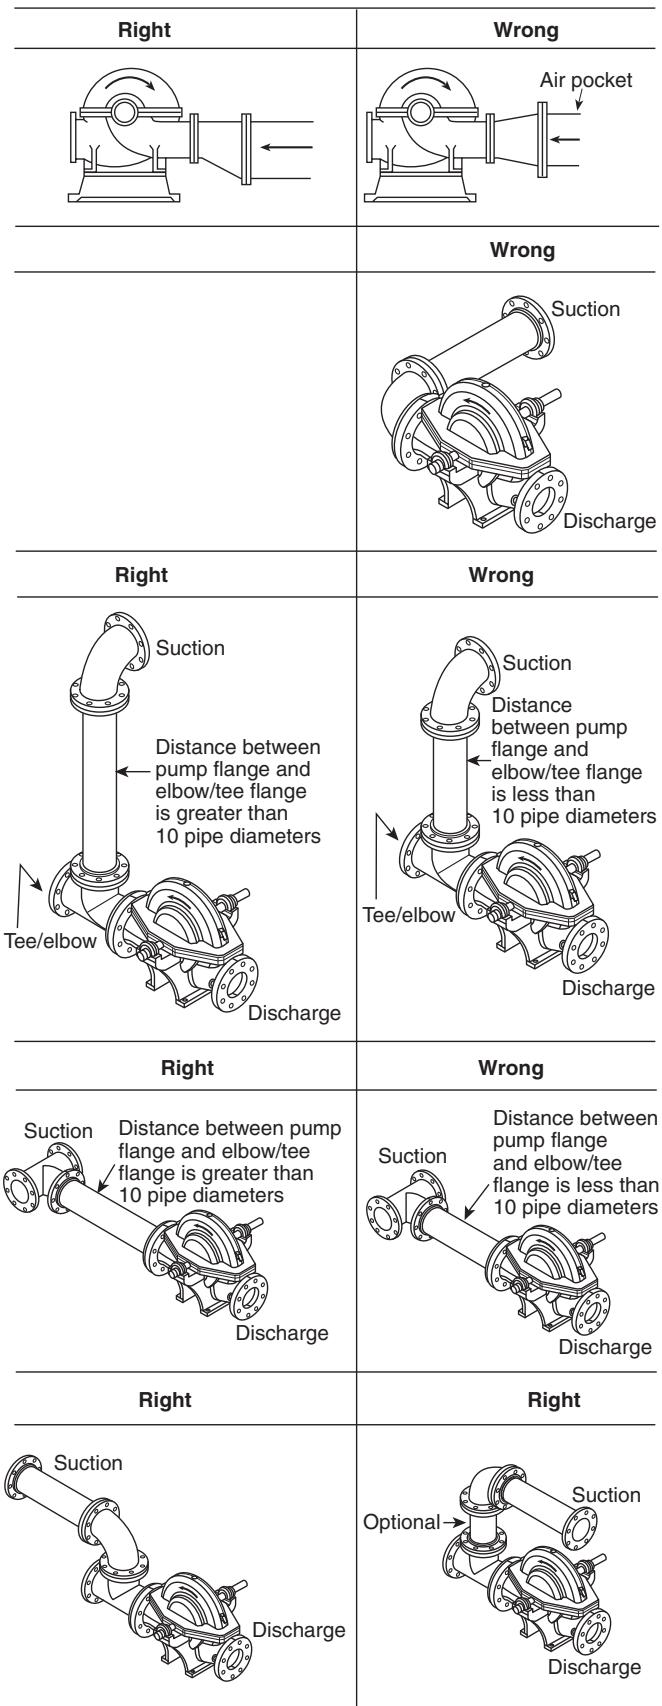 Right
Wrong
Air pocket
Wrong
Suction
Discharge
Right
Wrong
Suction
Distance between
pump flange and
elbow/tee flange
is greater than
10 pipe diameters
Tee/elbow
Discharge
Suction
Distance
between pump
flange and
elbow/tee flange
is less than
10 pipe diameters
Tee/elbow
Discharge
Right
Wrong
Suction
Distance between pump
flange and elbow/tee
flange is greater than
10 pipe diameters
Discharge
Suction
Distance between
pump flange
and elbow/tee
flange is less than
10 pipe diameters
Discharge
Right
Right
Suction
Discharge
Optional
Suction
Discharge